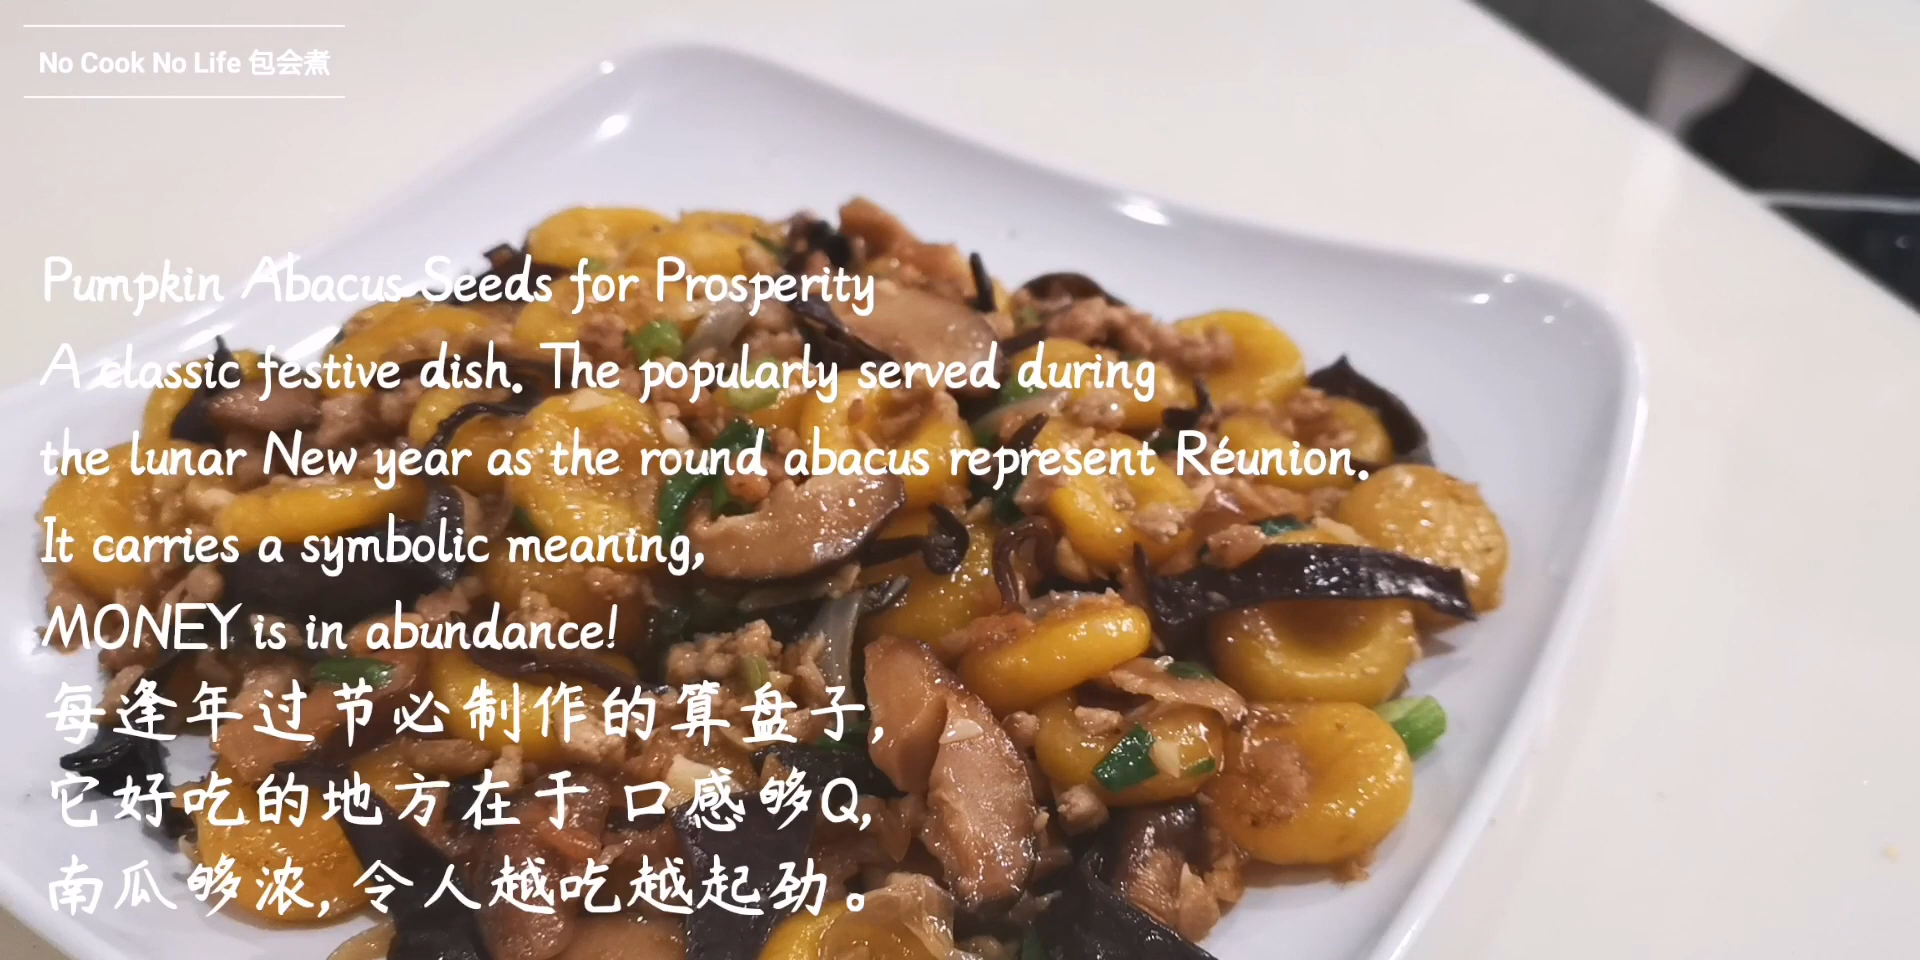 No Cook No Life 包会煮
Pumpkin Abacus Seeds for Prosperity
A classic festive dish. The popularly served during
the lunar New year as the round abacus represent Réunion.
It carries a symbolic meaning,
MONEY is in abundance!
每逢年过节必制作的算盘子,
它好吃的地方在于 口感够Q,
南瓜够浓, 令人越吃越起劲。